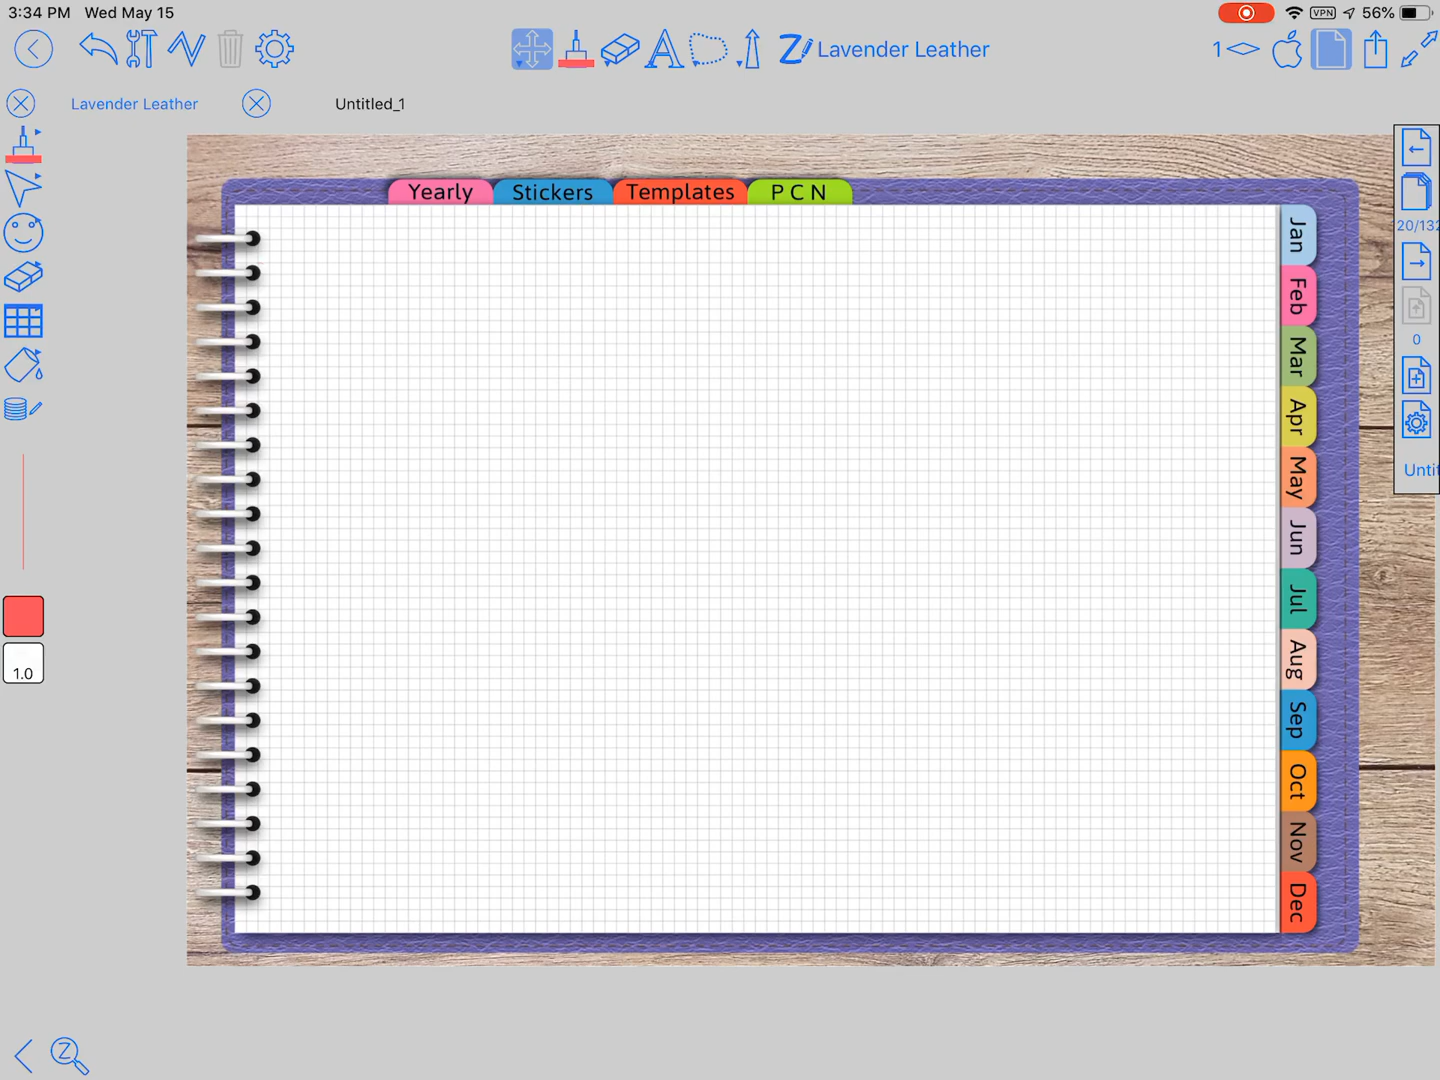 3:34 PM Wed May 15
VPN 56%
Lavender Leather
1
Lavender Leather
Untitled_1
Yearly
Stickers
Templates
P C N
20/132
0
Unti
1.0
Jan
Feb
Mar
Apr
May
Jun
Jul
Aug
Sep
Oct
Nov
Dec